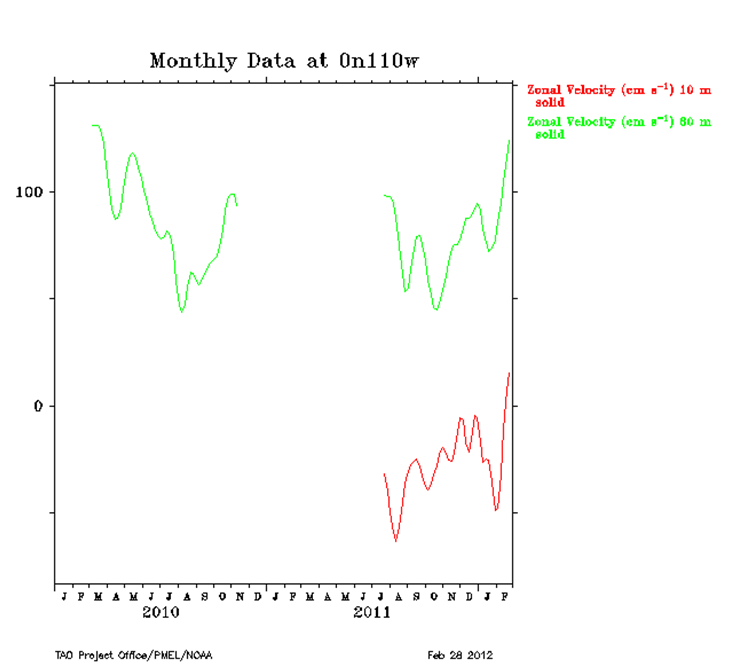 Monthly Data at 0n110w
Zonal Velocity (cm s⁻¹) 10 m
solid
Zonal Velocity (cm s⁻¹) 80 m
solid
100
0
J F M A M J J A S O N D J F M A M J J A S O N D J F
2010 2011
TAO Project Office/PMEL/NOAA Feb 28 2012